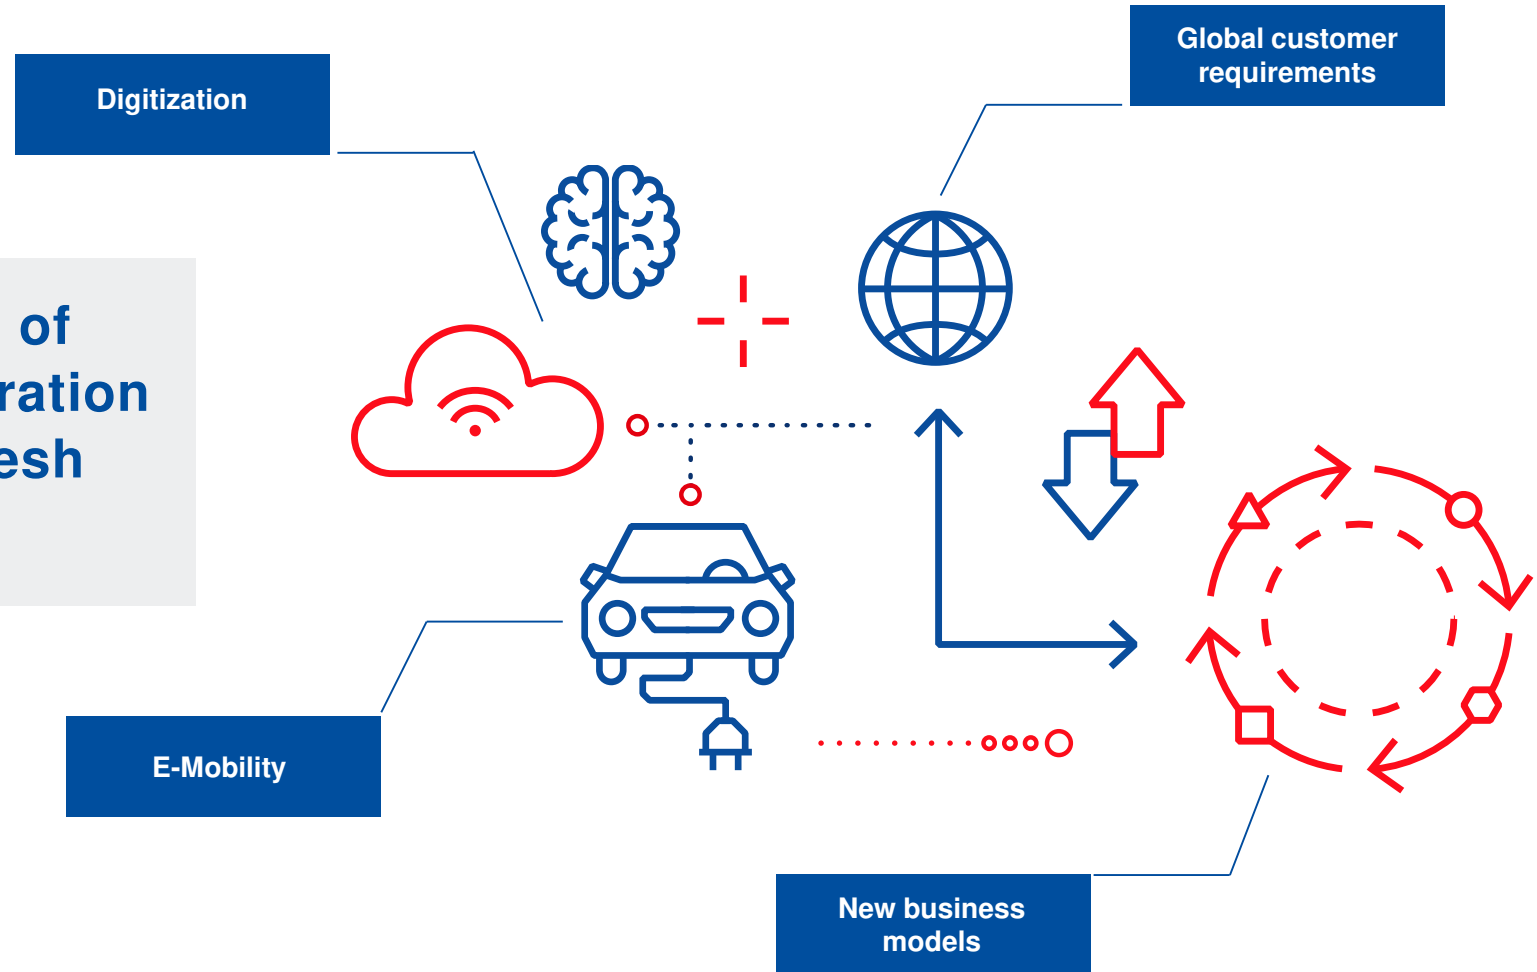 Global customer
requirements
Digitization
of
ration
esh
E-Mobility
New business
models